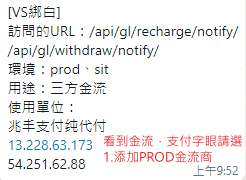 [VS綁白]
訪問的URL：/api/gl/recharge/notify/
/api/gl/withdraw/notify/
環境：prod、sit
用途：三方金流
使用單位：
兆丰支付纯代付
13.228.63.173
54.251.62.88
看到金流，支付字眼請選
1.添加PROD金流商
上午9:52